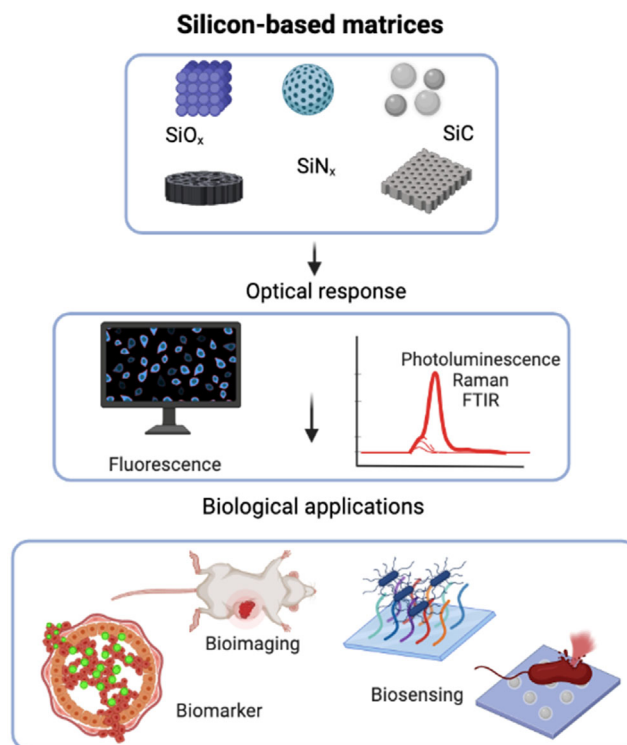 Silicon-based matrices
SiOₓ
SiNₓ
SiC
Optical response
Fluorescence
Photoluminescence
Raman
FTIR
Biological applications
Bioimaging
Biomarker
Biosensing